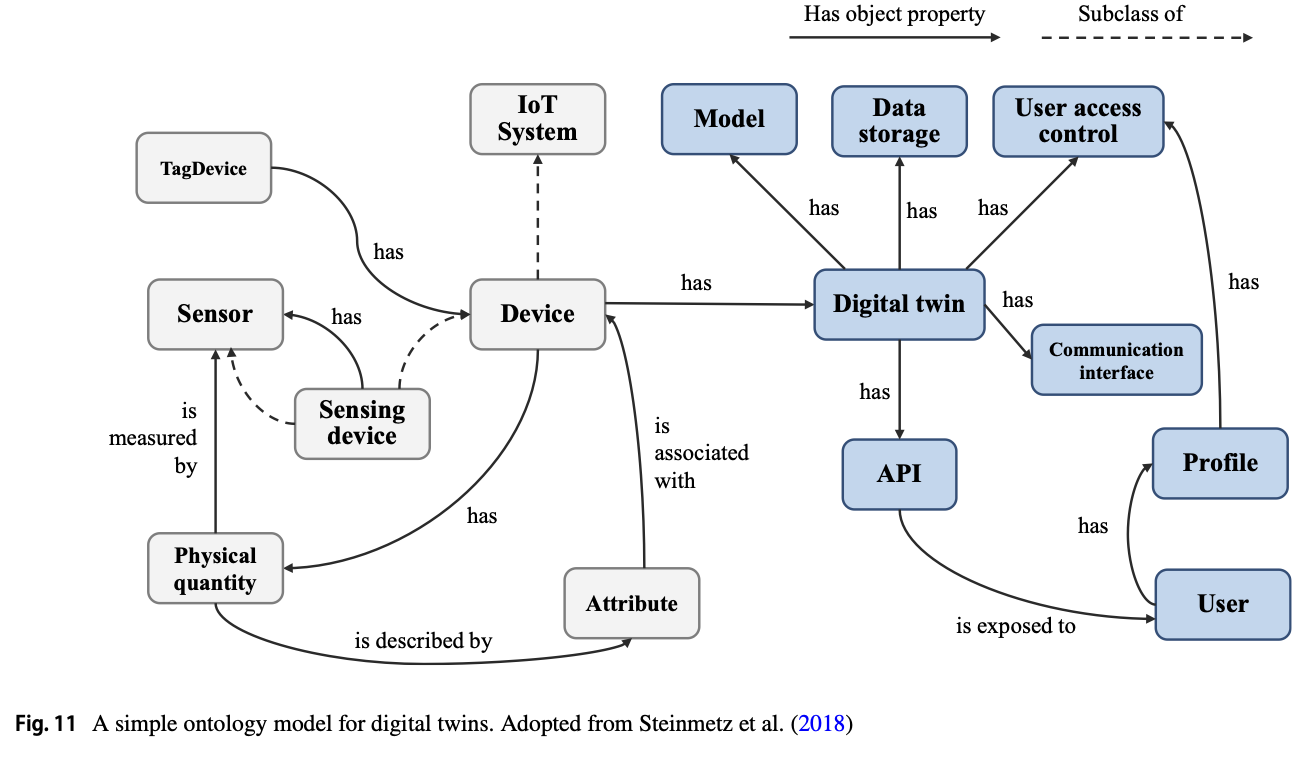 Has object property
Subclass of
IoT
System
Model
Data
storage
User access
control
TagDevice
has
has
has
has
Sensor
has
Device
has
Digital twin
has
has
Communication
interface
is
measured
by
Sensing
device
has
is
associated
with
API
Profile
has
has
Physical
quantity
Attribute
User
is described by
is exposed to
Fig. 11 A simple ontology model for digital twins. Adopted from Steinmetz et al. (2018)